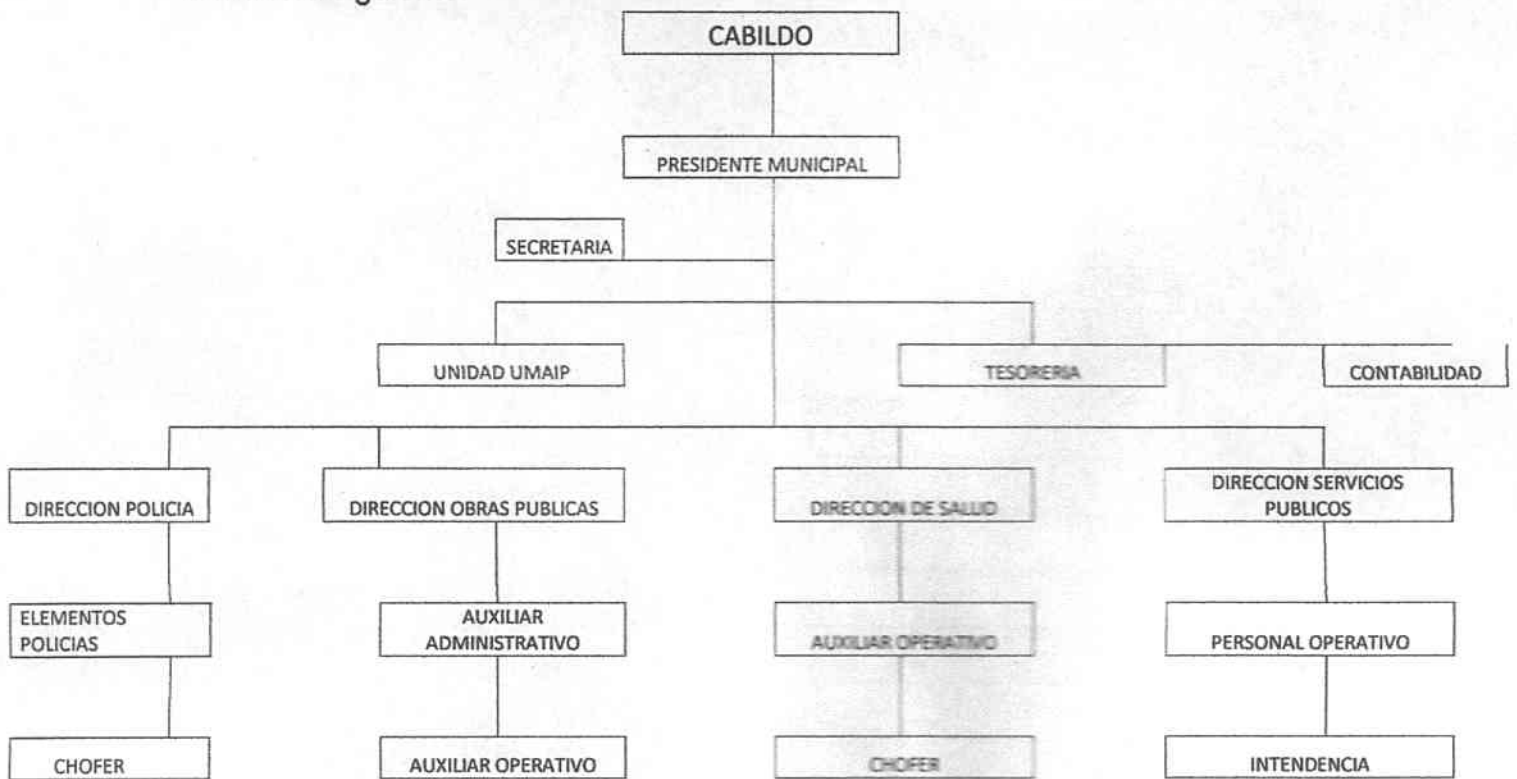 CABILDO
PRESIDENTE MUNICIPAL
SECRETARIA
UNIDAD UMAIP
TESORERIA
CONTABILIDAD
DIRECCION POLICIA
DIRECCION OBRAS PUBLICAS
DIRECCION DE SALUD
DIRECCION SERVICIOS
PUBLICOS
ELEMENTOS
POLICIAS
AUXILIAR
ADMINISTRATIVO
AUXILIAR OPERATIVO
PERSONAL OPERATIVO
CHOFER
AUXILIAR OPERATIVO
CHOFER
INTENDENCIA